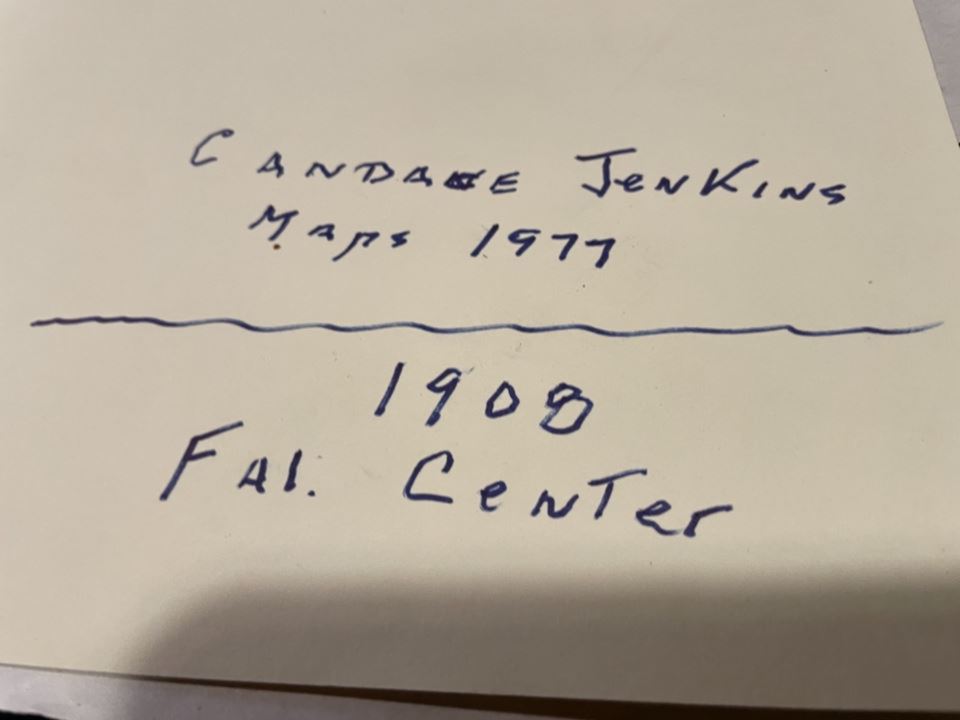 Candace Jenkins
Maps 1977
1908
Fal. Center